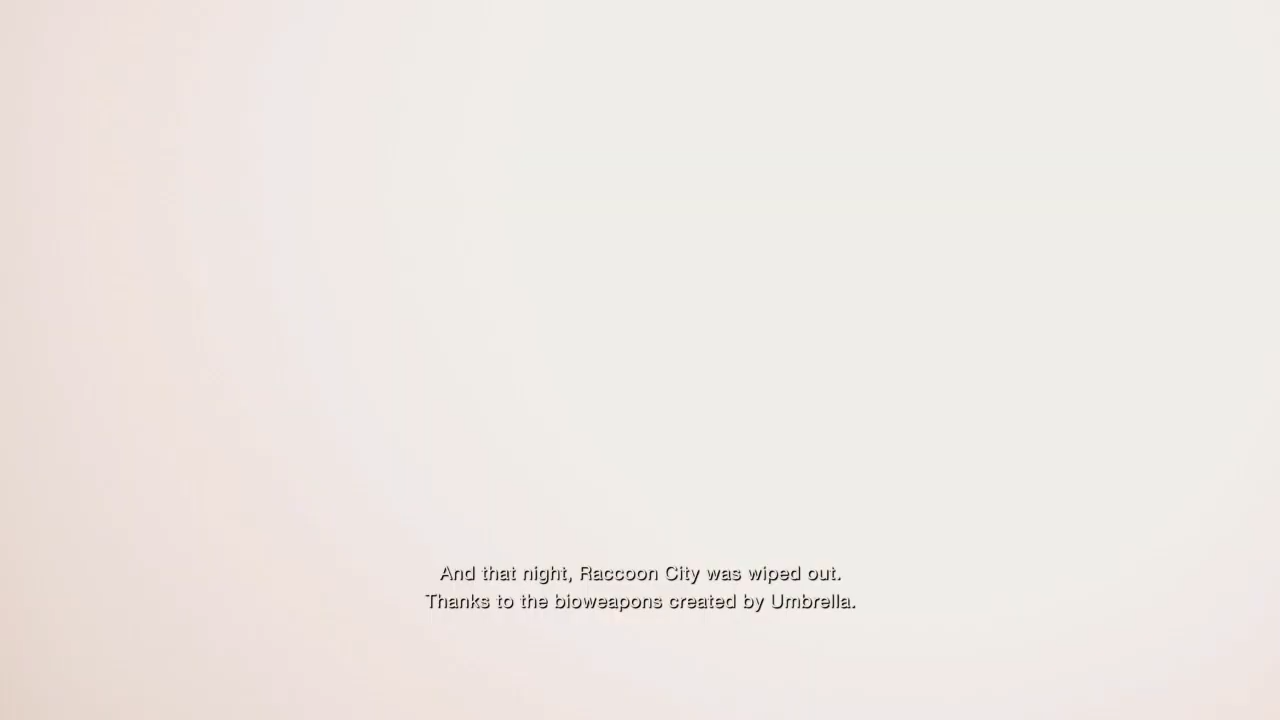 And that night, Raccoon City was wiped out.
Thanks to the bioweapons created by Umbrella.